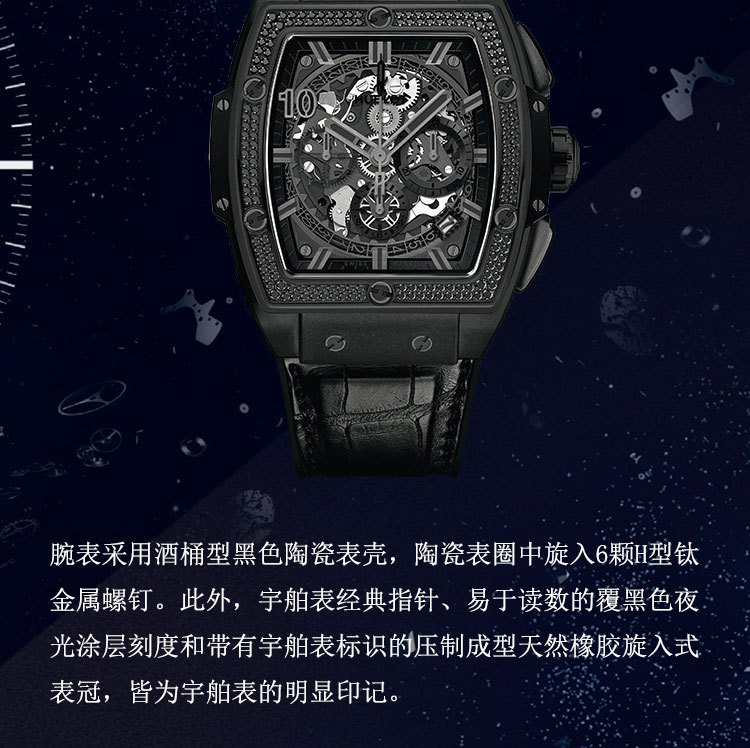 10
HUBLOT
腕表采用酒桶型黑色陶瓷表壳，陶瓷表圈中旋入6颗H型钛
金属螺钉。此外，宇舶表经典指针、易于读数的覆黑色夜
光涂层刻度和带有宇舶表标识的压制成型天然橡胶旋入式
表冠，皆为宇舶表的明显印记。